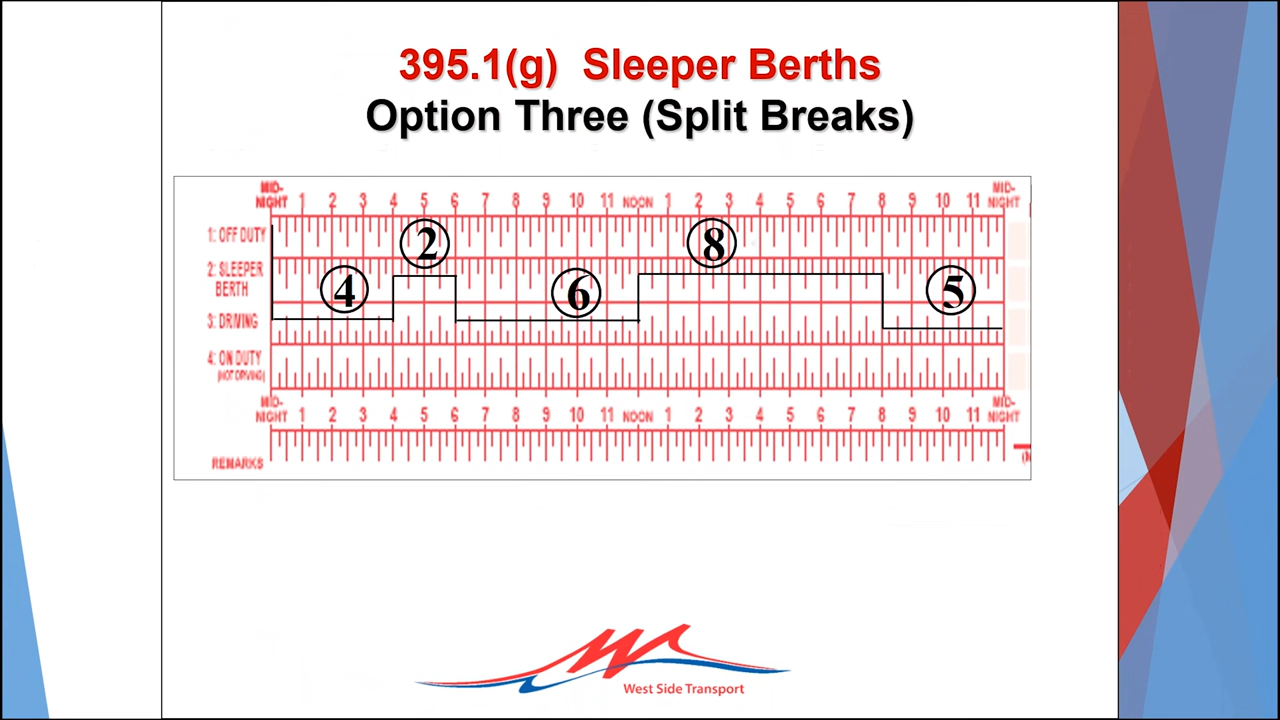 395.1(g) Sleeper Berths
Option Three (Split Breaks)
MID-
NIGHT 1 2 3 4 5 6 7 8 9 10 11 NOON 1 2 3 4 5 6 7 8 9 10 11 MID-
NIGHT
1: OFF DUTY
2: SLEEPER
BERTH
3: DRIVING
4: ON DUTY
(NOT DRIVING)
4
2
6
8
5
MID-
NIGHT 1 2 3 4 5 6 7 8 9 10 11 NOON 1 2 3 4 5 6 7 8 9 10 11 MID-
NIGHT
REMARKS
West Side Transport